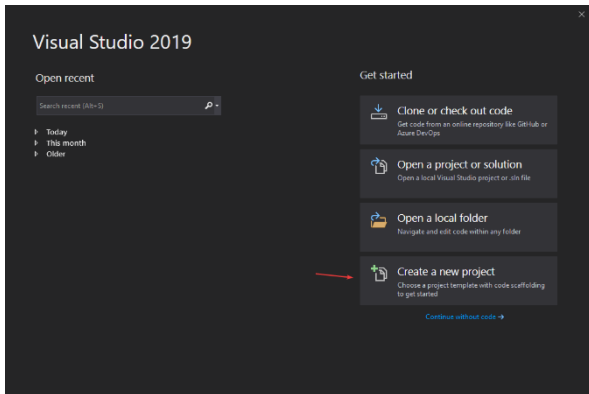 Visual Studio 2019
Open recent
Search recent (Alt+S)
Today
This month
Older
Get started
Clone or check out code
Get code from an online repository like GitHub or
Azure DevOps
Open a project or solution
Open a local Visual Studio project or .sln file
Open a local folder
Navigate and edit code within any folder
Create a new project
Choose a project template with code scaffolding
to get started
Continue without code →